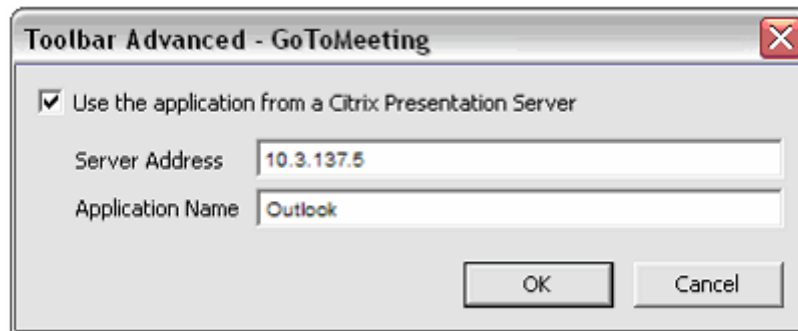 Toolbar Advanced - GoToMeeting
Use the application from a Citrix Presentation Server
Server Address 10.3.137.5
Application Name Outlook
OK Cancel